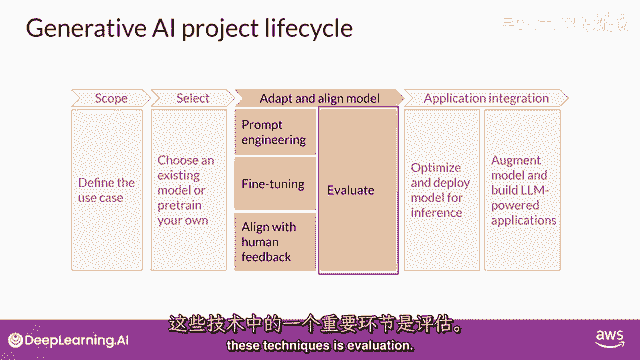 Generative AI project lifecycle
Scope
Select
Adapt and align model
Application integration
Define the
use case
Choose an
existing
model or
pretrain
your own
Prompt
engineering
Fine-tuning
Align with
human
feedback
Evaluate
Optimize
and deploy
model for
inference
Augment
model and
build LLM-
powered
applications
这些技术中的一个重要环节是评估。
these techniques is evaluation.
DeepLearning.AI
aws